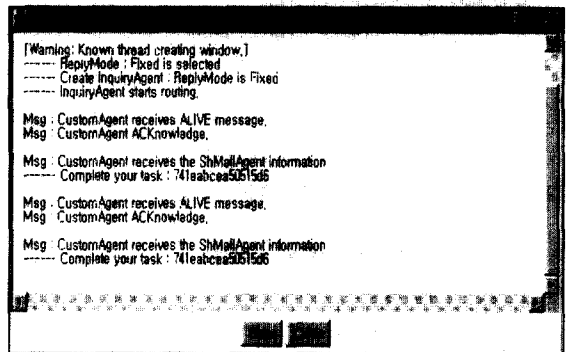 [Warning: Known thread creating window.]
------ ReplyMode : Fixed is selected
------ Create InquiryAgent : ReplyMode is Fixed
------ InquiryAgent starts routing.
Msg : CustomAgent receives ALIVE message.
Msg : CustomAgent ACKnowledge.
Msg : CustomAgent receives the ShMallAgent information
------ Complete your task : 741eabcea50515d6
Msg : CustomAgent receives ALIVE message.
Msg : CustomAgent ACKnowledge.
Msg : CustomAgent receives the ShMallAgent information
------ Complete your task : 741eabcea50515d6